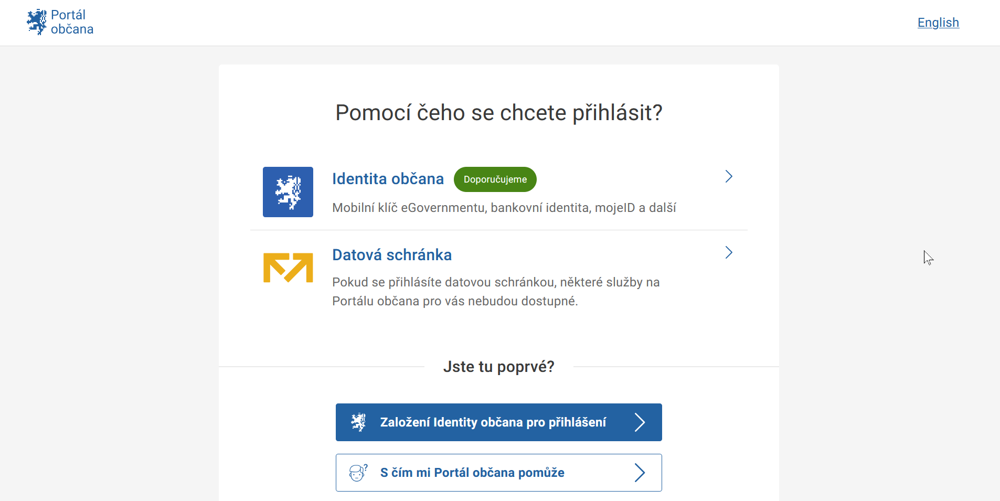 Portál
občana
English
Pomocí čeho se chcete přihlásit?
Identita občana Doporučujeme
Mobilní klíč eGovernmentu, bankovní identita, mojeID a další
Datová schránka
Pokud se přihlásíte datovou schránkou, některé služby na
Portálu občana pro vás nebudou dostupné.
Jste tu poprvé?
Založení Identity občana pro přihlášení
S čím mi Portál občana pomůže